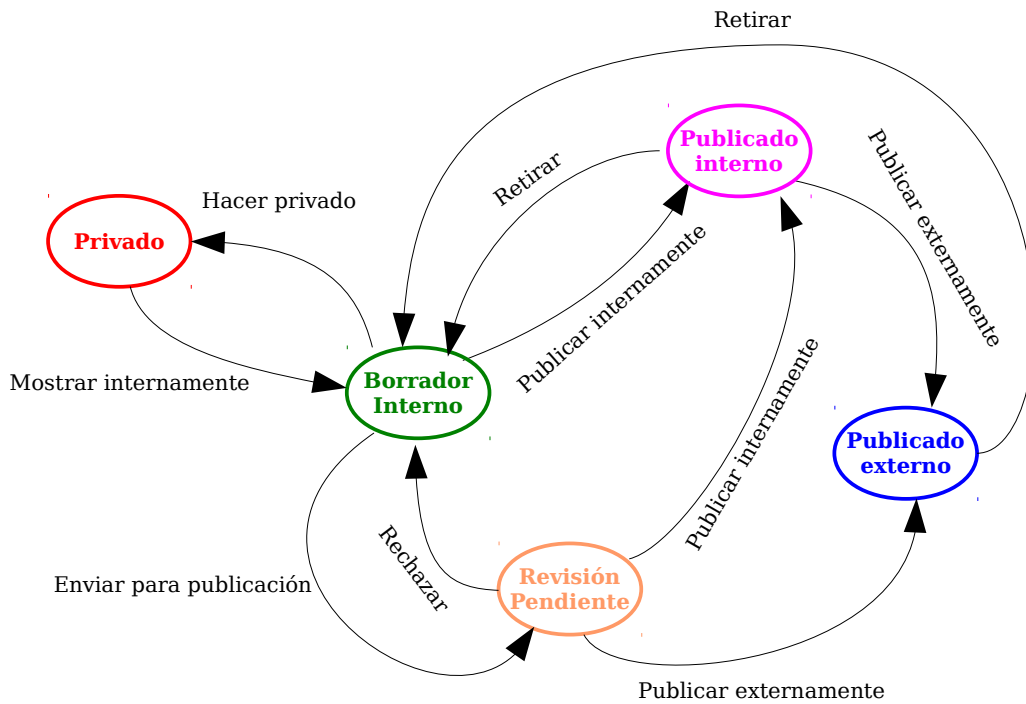 Retirar
Publicado
interno
Publicar externamente
Retirar
Hacer privado
Privado
Publicar internamente
Mostrar internamente
Borrador
Interno
Publicar internamente
Publicado
externo
Rechazar
Enviar para publicación
Revisión
Pendiente
Publicar externamente